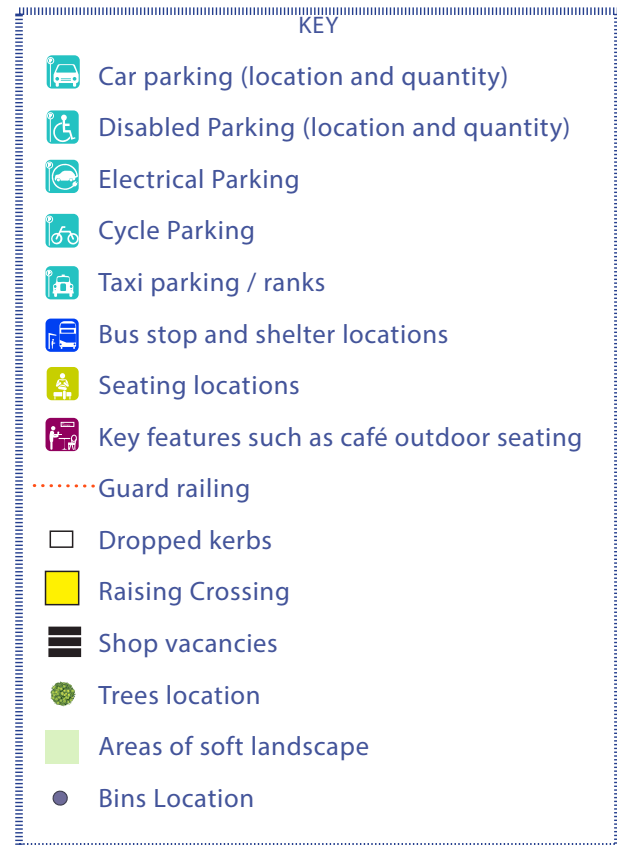 KEY
Car parking (location and quantity)
Disabled Parking (location and quantity)
Electrical Parking
Cycle Parking
Taxi parking / ranks
Bus stop and shelter locations
Seating locations
Key features such as café outdoor seating
Guard railing
Dropped kerbs
Raising Crossing
Shop vacancies
Trees location
Areas of soft landscape
Bins Location